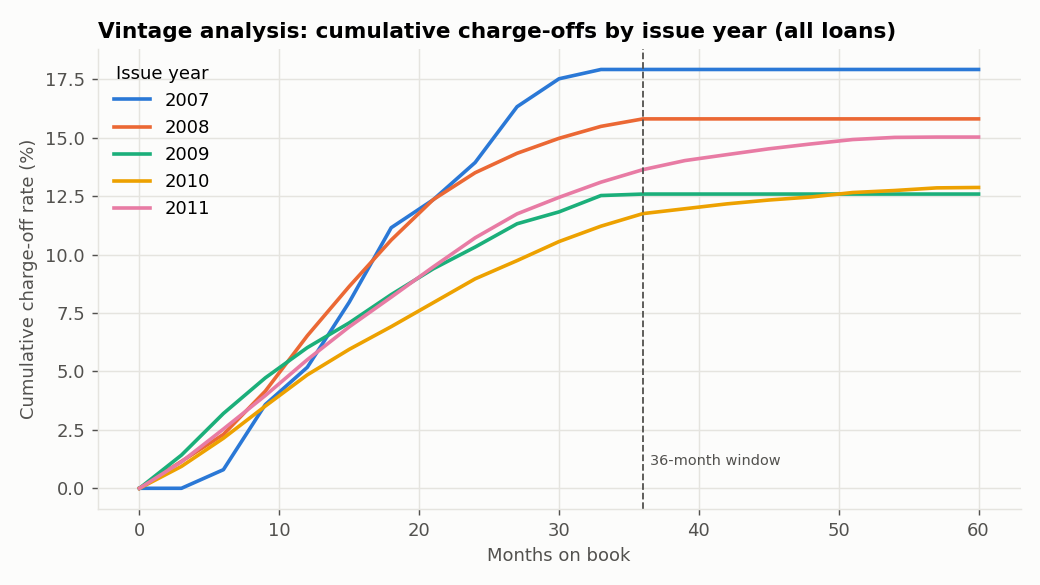 Vintage analysis: cumulative charge-offs by issue year (all loans)
Issue year
2007
2008
2009
2010
2011
Cumulative charge-off rate (%)
17.5
15.0
12.5
10.0
7.5
5.0
2.5
0.0
36-month window
0 10 20 30 40 50 60
Months on book